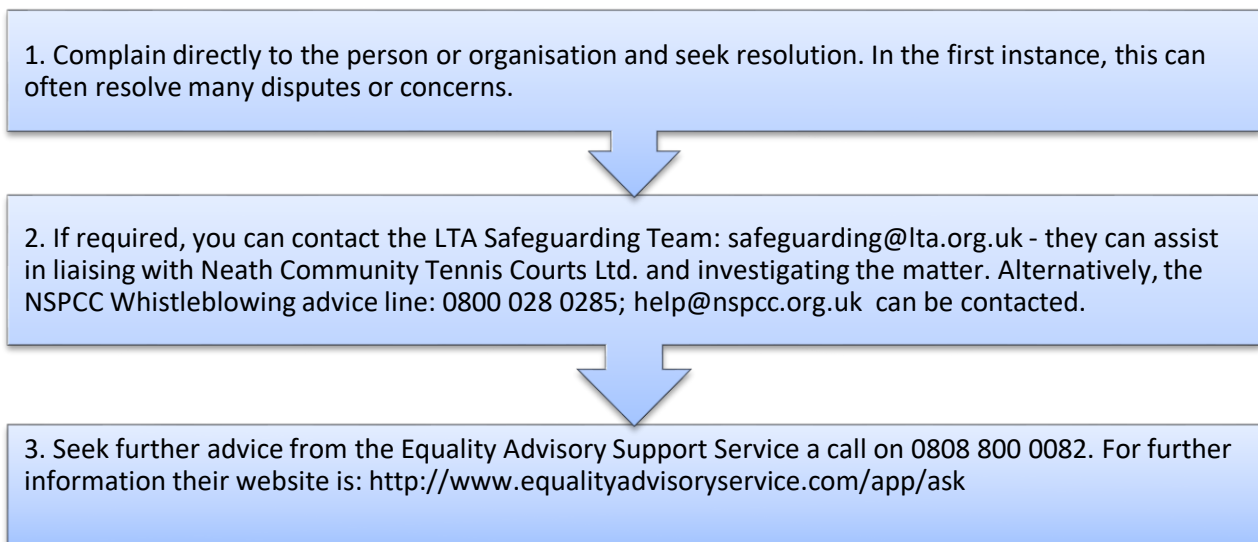 1. Complain directly to the person or organisation and seek resolution. In the first instance, this can
often resolve many disputes or concerns.
2. If required, you can contact the LTA Safeguarding Team: safeguarding@lta.org.uk - they can assist
in liaising with Neath Community Tennis Courts Ltd. and investigating the matter. Alternatively, the
NSPCC Whistleblowing advice line: 0800 028 0285; help@nspcc.org.uk  can be contacted.
3. Seek further advice from the Equality Advisory Support Service a call on 0808 800 0082. For further
information their website is: http://www.equalityadvisoryservice.com/app/ask